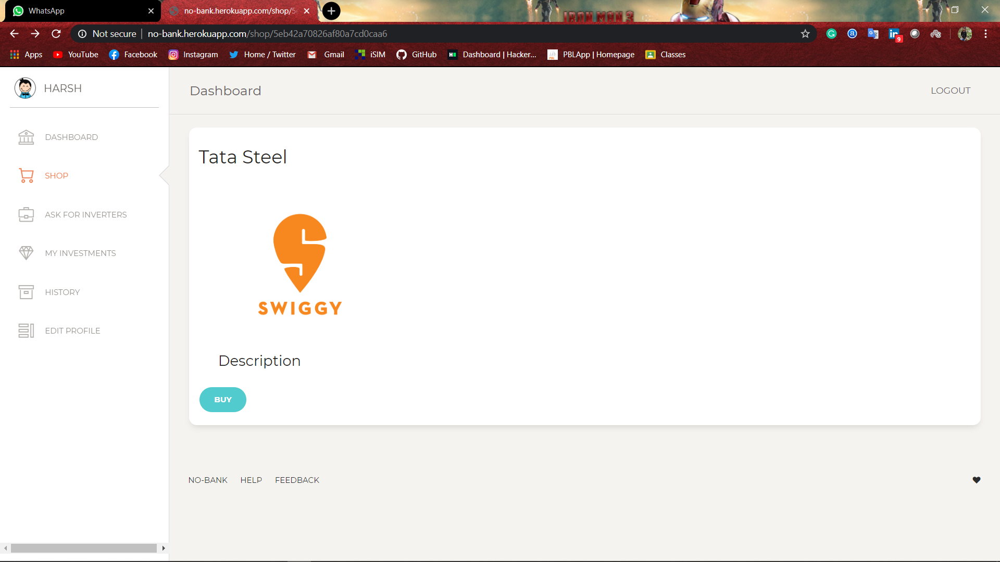 WhatsApp
no-bank.herokuapp.com/shop/5
IRON MAN 3
Not secure
no-bank.herokuapp.com/shop/5eb42a70826af80a7cd0caa6
9
Apps YouTube Facebook Instagram Home / Twitter Gmail iSIM GitHub Dashboard | Hacker... PBLApp | Homepage Classes
HARSH
Dashboard
LOGOUT
DASHBOARD
SHOP
ASK FOR INVERTERS
MY INVESTMENTS
HISTORY
EDIT PROFILE
Tata Steel
SWIGGY
Description
BUY
NO-BANK HELP FEEDBACK